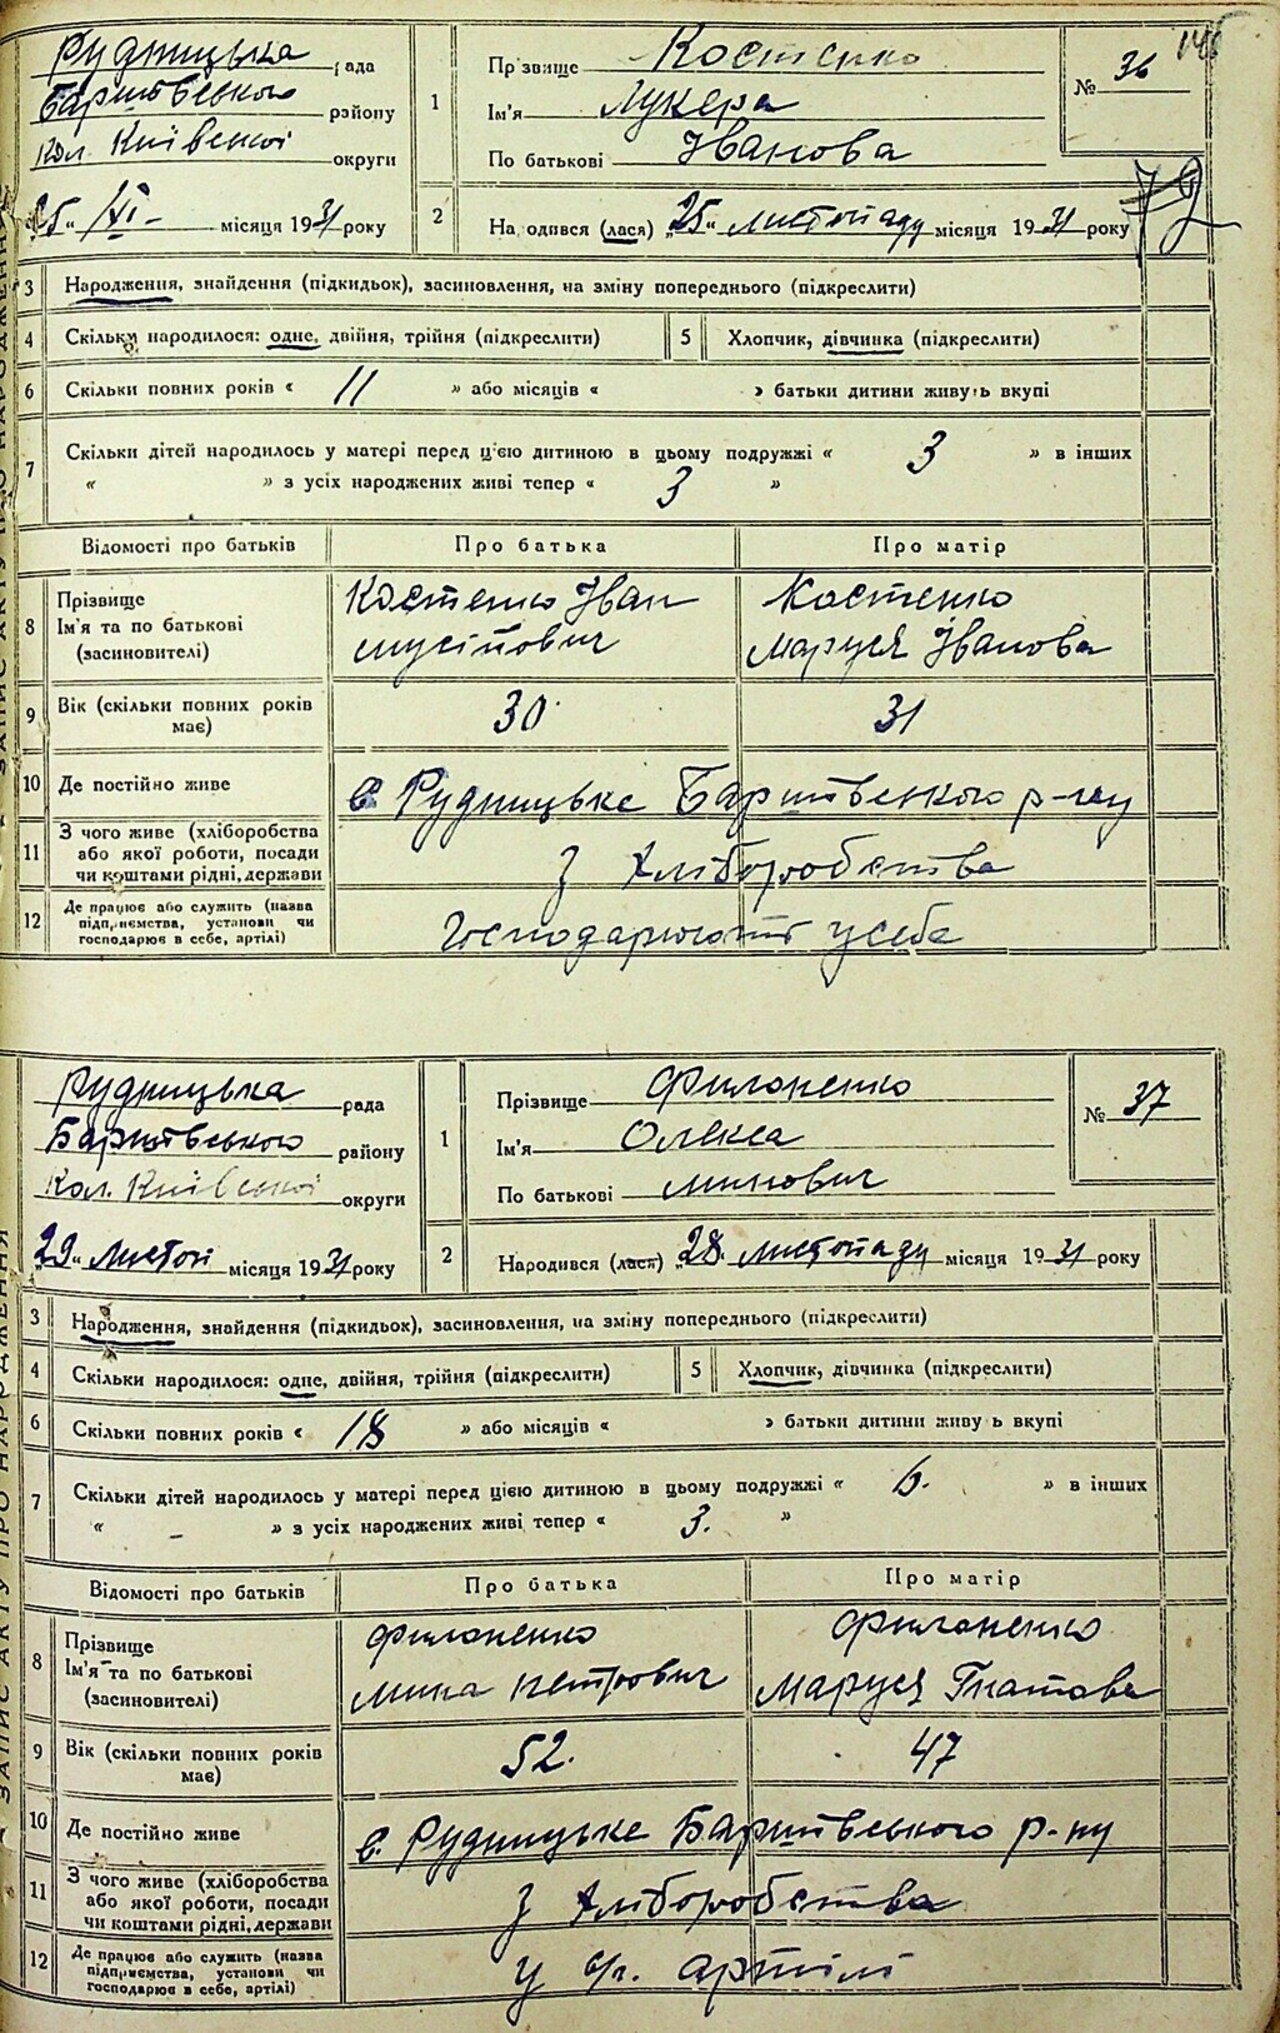 146
Рудницька рада
Баришівського району
кол. Київської округи
„25“ XI- місяця 1931 року
1 Прізвище Костенко
Ім'я Лукера
По батькові Іванова
№ 36
79
2 Народився (лася) „25“ листопаду місяця 1931 року
3 Народження, знайдення (підкидьок), засиновлення, на зміну попереднього (підкреслити)
4 Скільки народилося: одне, двійня, трійня (підкреслити) 5 Хлопчик, дівчинка (підкреслити)
6 Скільки повних років « 11 » або місяців « » батьки дитини живуть вкупі
7 Скільки дітей народилось у матері перед цією дитиною в цьому подружжі « 3 » в інших
« » з усіх народжених живі тепер « 3 »
Відомості про батьків Про батька Про матір
8 Прізвище Ім'я та по батькові (засиновителі)
Костенко Іван Мусійович
Костенко Маруся Іванова
9 Вік (скільки повних років має) 30 31
10 Де постійно живе в Рудницьке Баришівського р-ну
11 З чого живе (хліборобства або якої роботи, посади чи коштами рідні, держави
З хліборобства
12 Де працює або служить (назва підприємства, установи чи господарює в себе, артілі)
Господарюють усебе
Рудницька рада
Баришівського району
Кол. Київської округи
„29“ Листоп місяця 1931 року
1 Прізвище Филоненко
Ім'я Олекса
По батькові Минович
№ 37
2 Народився (лася) „28“ листопаду місяця 1931 року
3 Народження, знайдення (підкидьок), засиновлення, на зміну попереднього (підкреслити)
4 Скільки народилося: одне, двійня, трійня (підкреслити) 5 Хлопчик, дівчинка (підкреслити)
6 Скільки повних років « 18 » або місяців « » батьки дитини живуть вкупі
7 Скільки дітей народилось у матері перед цією дитиною в цьому подружжі « 6. » в інших
« – » з усіх народжених живі тепер « 3. »
Відомості про батьків Про батька Про матір
8 Прізвище Ім'я та по батькові (засиновителі)
Филоненко Мина Петрович
Филоненко Маруся Гнатова
9 Вік (скільки повних років має) 52. 47
10 Де постійно живе в. Рудницьке Баришівського р-ну
11 З чого живе (хліборобства або якої роботи, посади чи коштами рідні, держави
З хліборобства
12 Де працює або служить (назва підприємства, установи чи господарює в себе, артілі)
у с/г. артілі